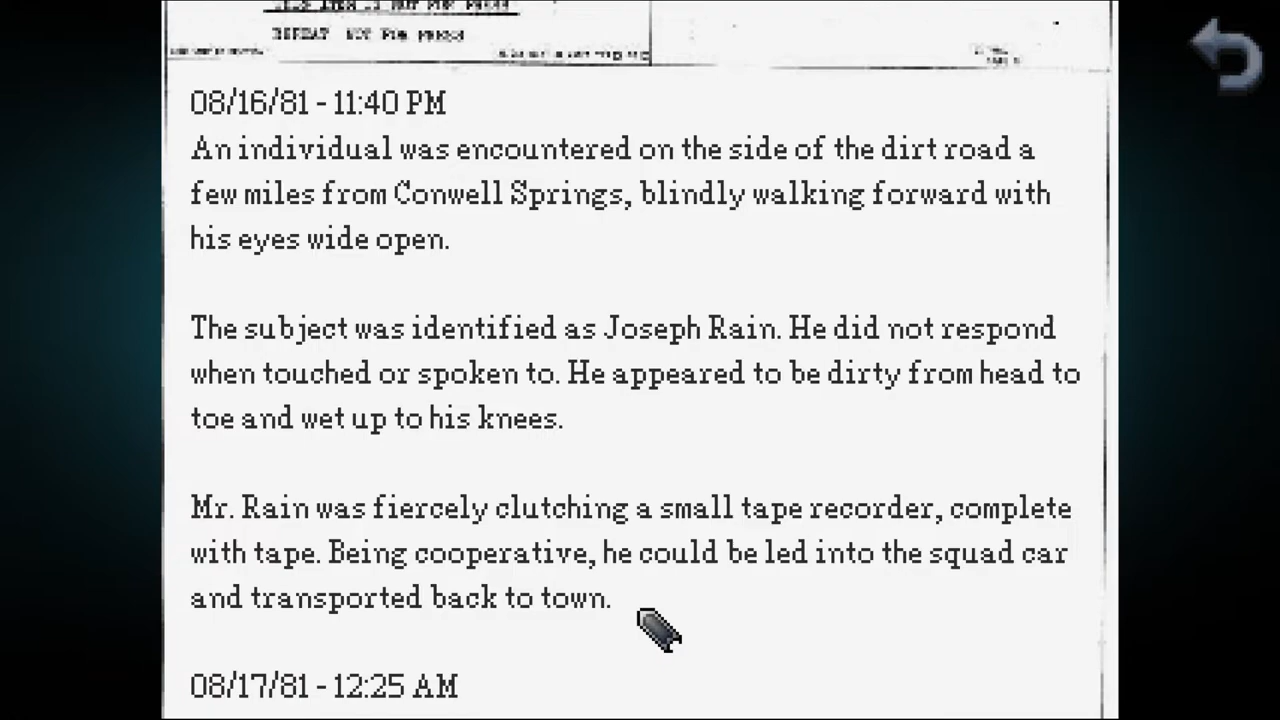 REPEAT NOT FOR PRESS
08/16/81 - 11:40 PM
An individual was encountered on the side of the dirt road a
few miles from Conwell Springs, blindly walking forward with
his eyes wide open.
The subject was identified as Joseph Rain. He did not respond
when touched or spoken to. He appeared to be dirty from head to
toe and wet up to his knees.
Mr. Rain was fiercely clutching a small tape recorder, complete
with tape. Being cooperative, he could be led into the squad car
and transported back to town.
08/17/81 - 12:25 AM